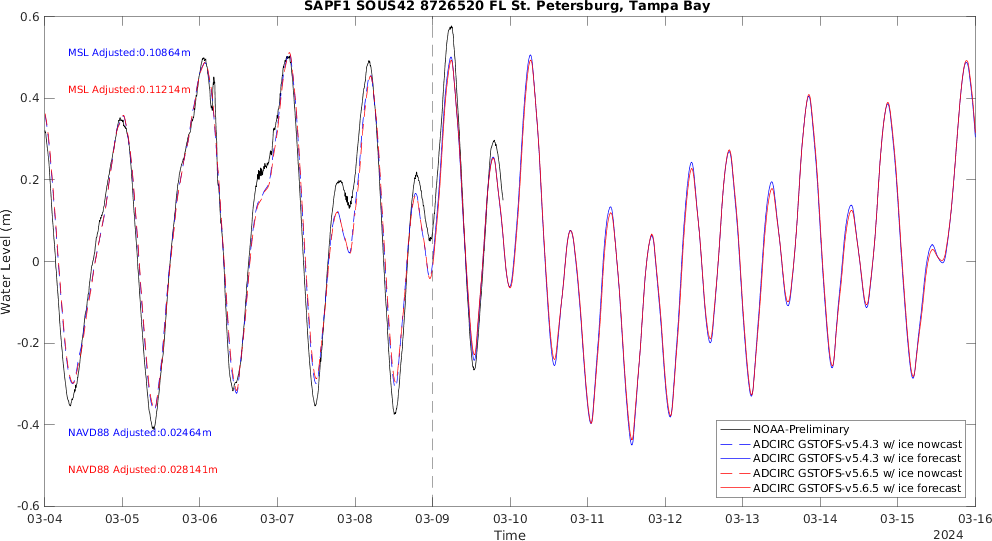 SAPF1 SOUS42 8726520 FL St. Petersburg, Tampa Bay
0.6
0.4
0.2
0
-0.2
-0.4
-0.6
Water Level (m)
MSL Adjusted:0.10864m
MSL Adjusted:0.11214m
NAVD88 Adjusted:0.02464m
NAVD88 Adjusted:0.028141m
NOAA-Preliminary
ADCIRC GSTOFS-v5.4.3 w/ ice nowcast
ADCIRC GSTOFS-v5.4.3 w/ ice forecast
ADCIRC GSTOFS-v5.6.5 w/ ice nowcast
ADCIRC GSTOFS-v5.6.5 w/ ice forecast
03-04 03-05 03-06 03-07 03-08 03-09 03-10 03-11 03-12 03-13 03-14 03-15 03-16
Time
2024